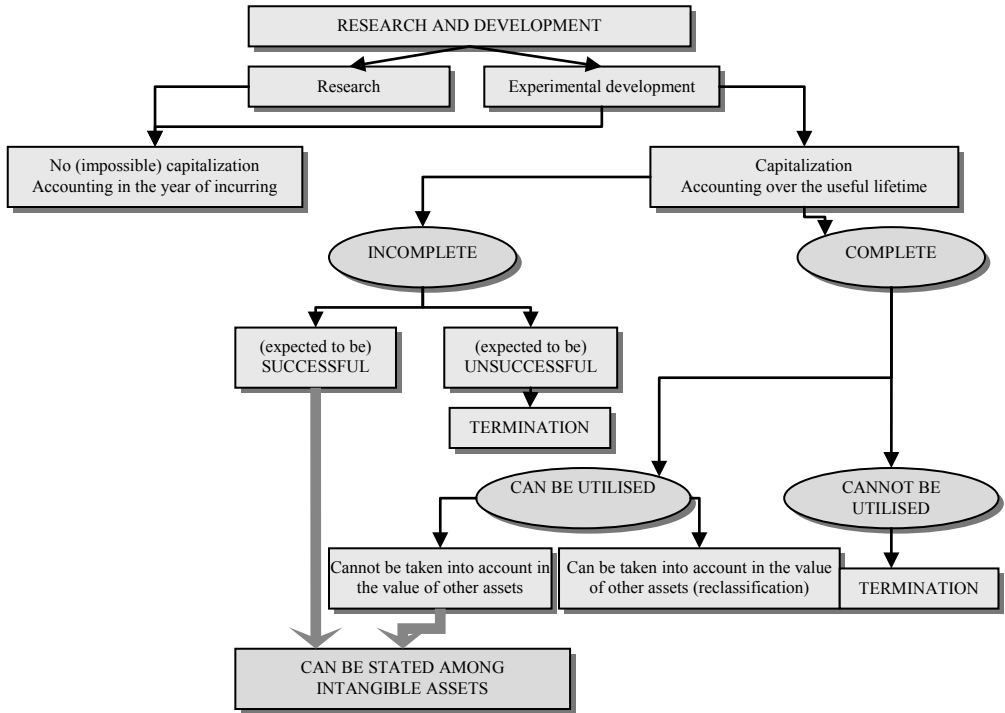 RESEARCH AND DEVELOPMENT
Research
Experimental development
No (impossible) capitalization
Accounting in the year of incurring
Capitalization
Accounting over the useful lifetime
INCOMPLETE
COMPLETE
(expected to be)
SUCCESSFUL
(expected to be)
UNSUCCESSFUL
TERMINATION
CAN BE UTILISED
CANNOT BE
UTILISED
Cannot be taken into account in
the value of other assets
Can be taken into account in the value
of other assets (reclassification)
TERMINATION
CAN BE STATED AMONG
INTANGIBLE ASSETS